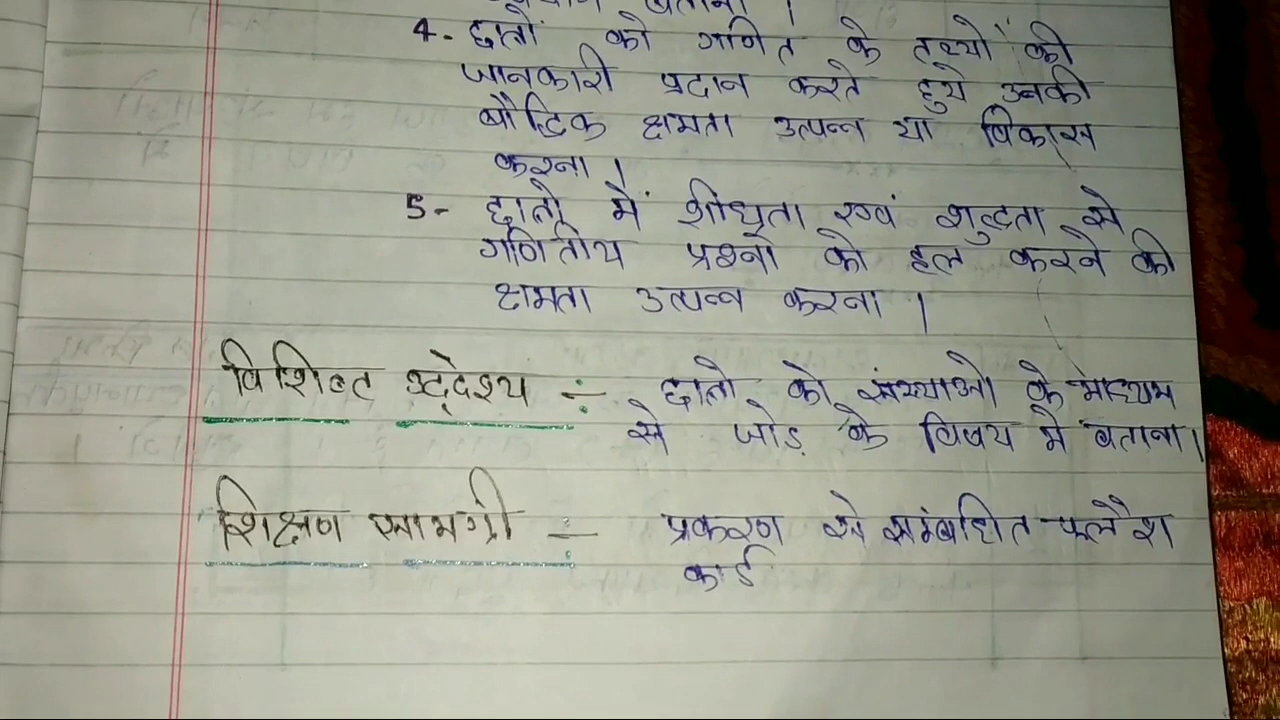 बताना ।
4- छात्रों को गणित के तथ्यों की
जानकारी प्रदान करते हुये उनकी
बौद्धिक क्षमता उत्पन्न या विकास
करना ।
5- छात्रों में शीघ्रता एवं शुद्धता से
गणितीय प्रश्नों को हल करने की
क्षमता उत्पन्न करना ।
विशिष्ट उद्देश्य :- छात्रों को संख्याओं के माध्यम
से जोड़ के विषय में बताना।
शिक्षण सामग्री :- प्रकरण से संबंधित फ्लैश
कार्ड